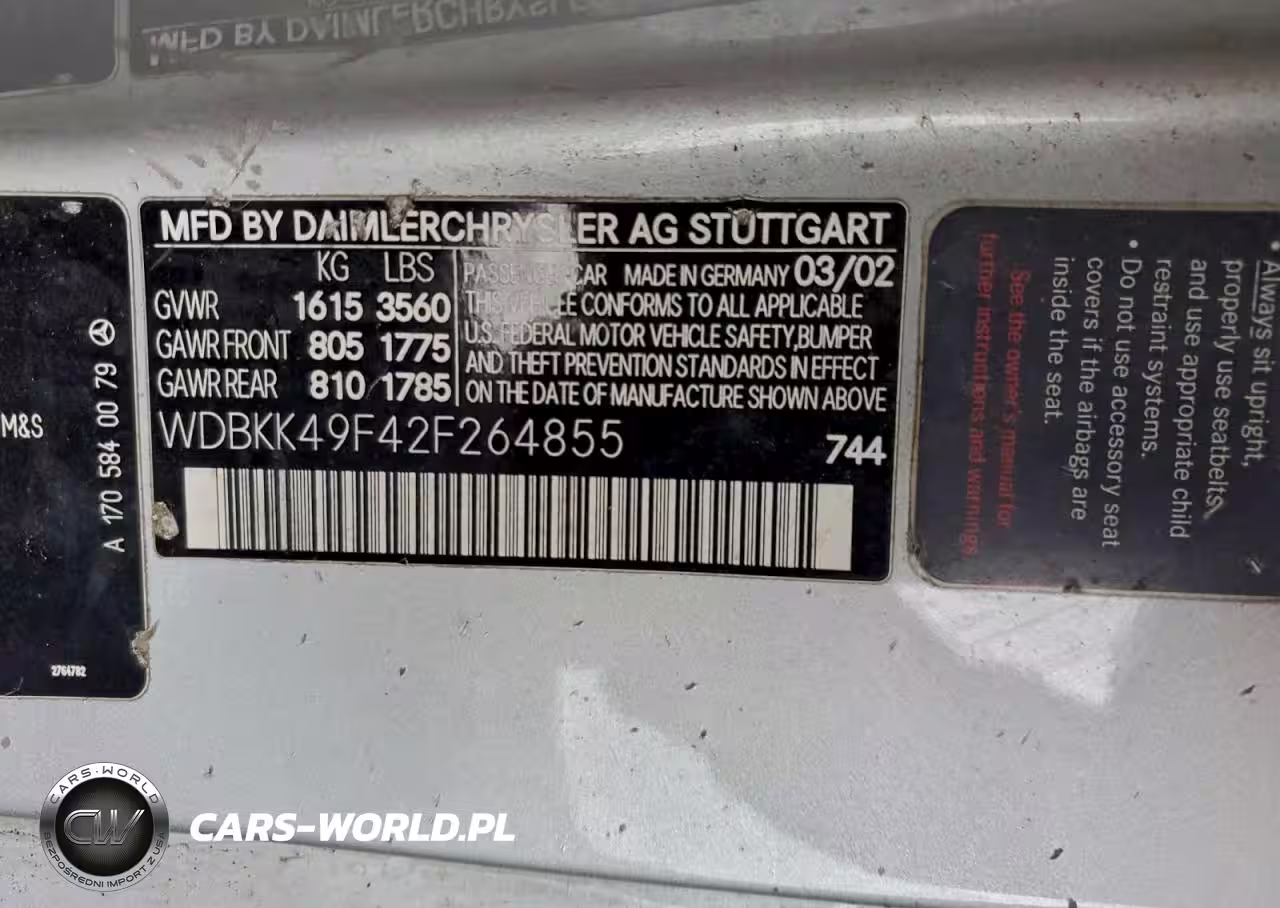 MFD BY DAIMLERCHRYSLER AG STUTTGART
KG LBS
GVWR 1615 3560
GAWR FRONT 805 1775
GAWR REAR 810 1785
PASSENGER CAR MADE IN GERMANY 03/02
THIS VEHICLE CONFORMS TO ALL APPLICABLE
U.S. FEDERAL MOTOR VEHICLE SAFETY,BUMPER
AND THEFT PREVENTION STANDARDS IN EFFECT
ON THE DATE OF MANUFACTURE SHOWN ABOVE
WDBKK49F42F264855
744
M&S
A 170 584 00 79
2764782
Always sit upright,
properly use seatbelts,
and use appropriate child
restraint systems.
• Do not use accessory seat
covers if the airbags are
inside the seat.
See the owner's manual for
further instructions and warnings
CARS-WORLD
CW
BEZPOŚREDNI IMPORT Z USA
CARS-WORLD.PL